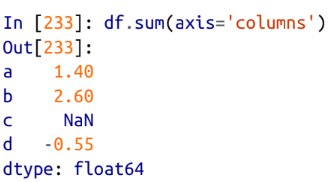 In [233]: df.sum(axis='columns')
Out[233]:
a    1.40
b    2.60
c     NaN
d   -0.55
dtype: float64